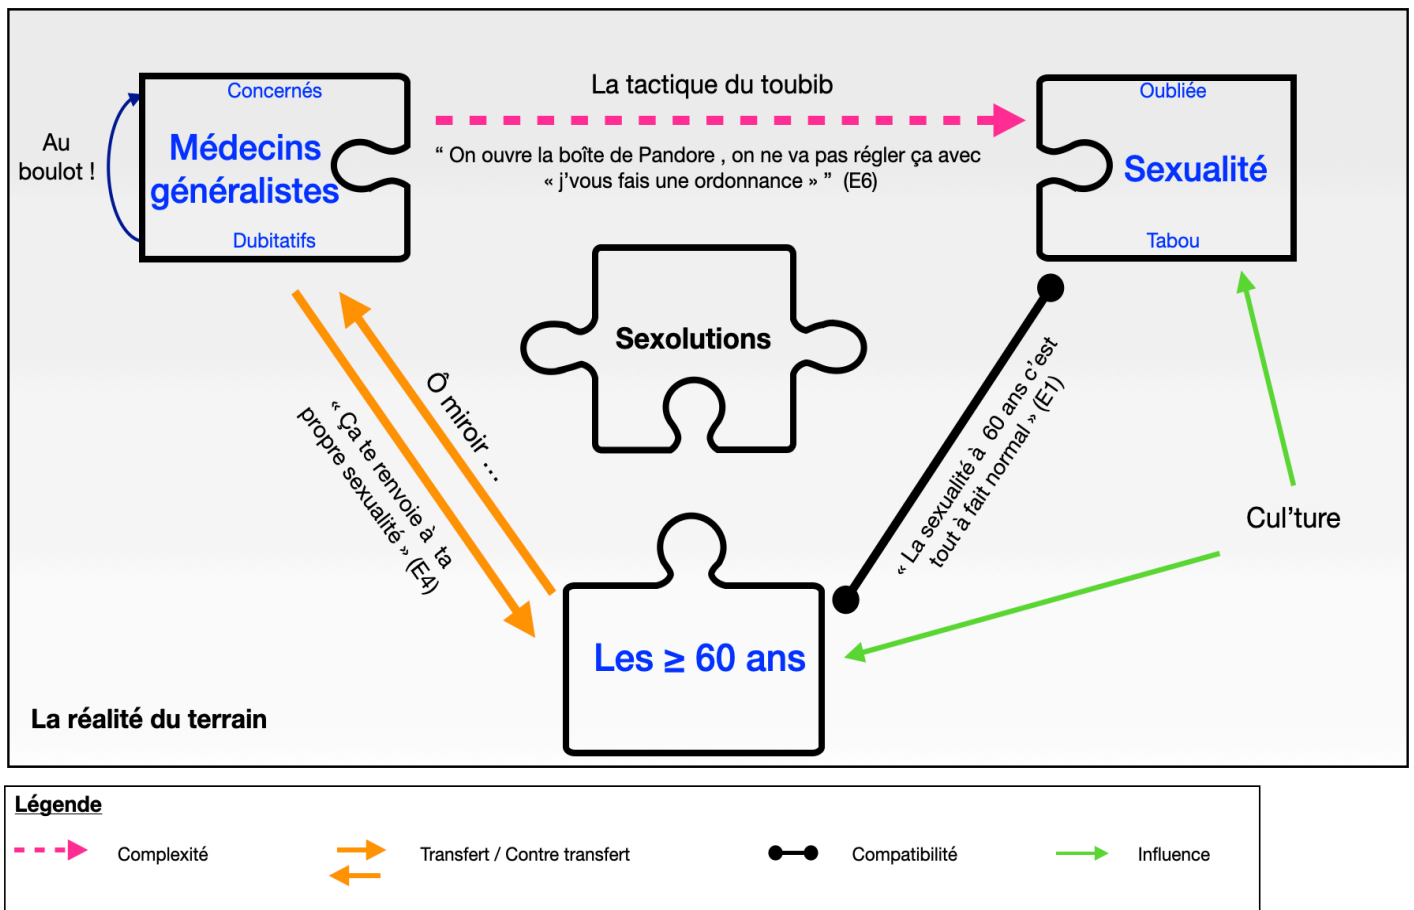 La tactique du toubib
Concernés
Oubliée
Au
boulot !
Médecins
généralistes
“ On ouvre la boîte de Pandore , on ne va pas régler ça avec
« j’vous fais une ordonnance » ” (E6)
Sexualité
Dubitatifs
Tabou
Sexolutions
Ô miroir ...
« Ça te renvoie à ta
propre sexualité » (E4)
« La sexualité à 60 ans c’est
tout à fait normal » (E1)
Cul’ture
Les ≥ 60 ans
La réalité du terrain
Légende
Complexité
Transfert / Contre transfert
Compatibilité
Influence